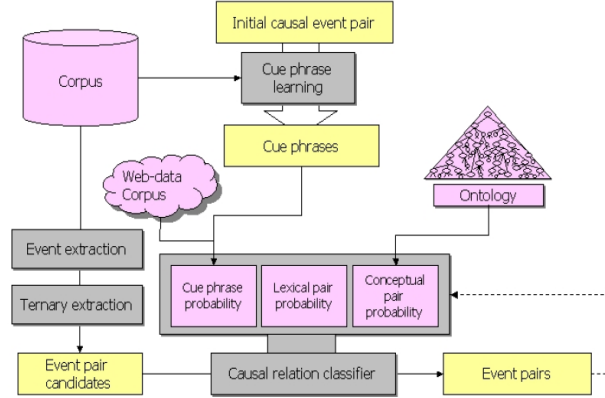 Initial causal event pair
Corpus
Cue phrase
learning
Cue phrases
Web-data
Corpus
Ontology
Event extraction
Ternary extraction
Cue phrase
probability
Lexical pair
probability
Conceptual
pair
probability
Event pair
candidates
Causal relation classifier
Event pairs